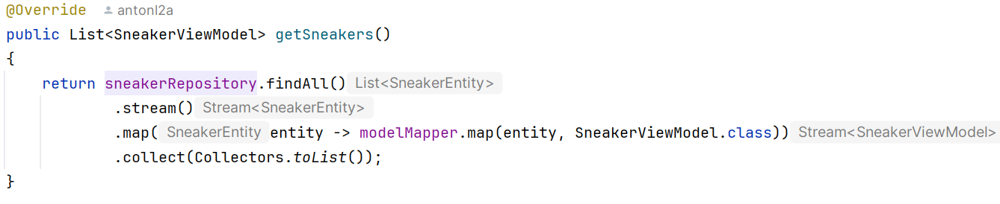 @Override antonl2a
public List<SneakerViewModel> getSneakers()
{
return sneakerRepository.findAll() List<SneakerEntity>
.stream() Stream<SneakerEntity>
.map( SneakerEntity entity -> modelMapper.map(entity, SneakerViewModel.class)) Stream<SneakerViewModel>
.collect(Collectors.toList());
}